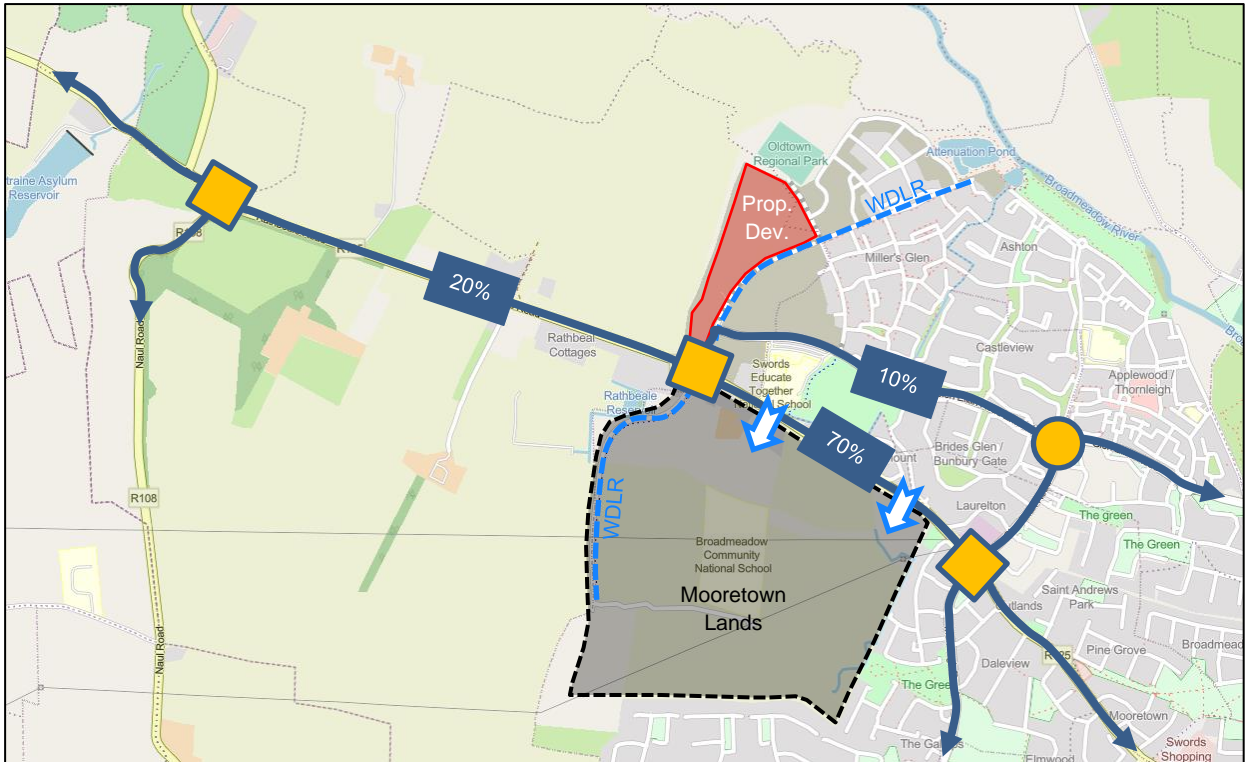 Oldtown
Regional Park
Attenuation Pond
Broadmeadow River
Reservoir
R108
Prop.
Dev.
WDLR
Ashton
Miller's Glen
20%
Naul Road
Rathbeal
Cottages
Castleview
Swords
Educate
Together
School
10%
Applewood /
Thornleigh
Rathbeale
70%
Brides Glen /
Bunbury Gate
R108
Laurelton
The green
WDLR
The Green
Broadmeadow
Community
National School
Mooretown
Lands
Saint Andrews
Park
Naul Road
Daleview
Pine Grove
The Green
Mooretown
Swords
Shopping